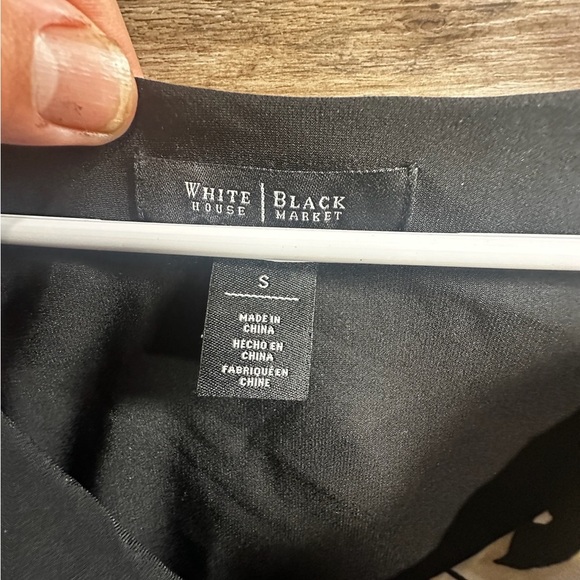 WHITE HOUSE | BLACK MARKET
S
MADE IN
CHINA
HECHO EN
CHINA
FABRIQUÉ EN
CHINE